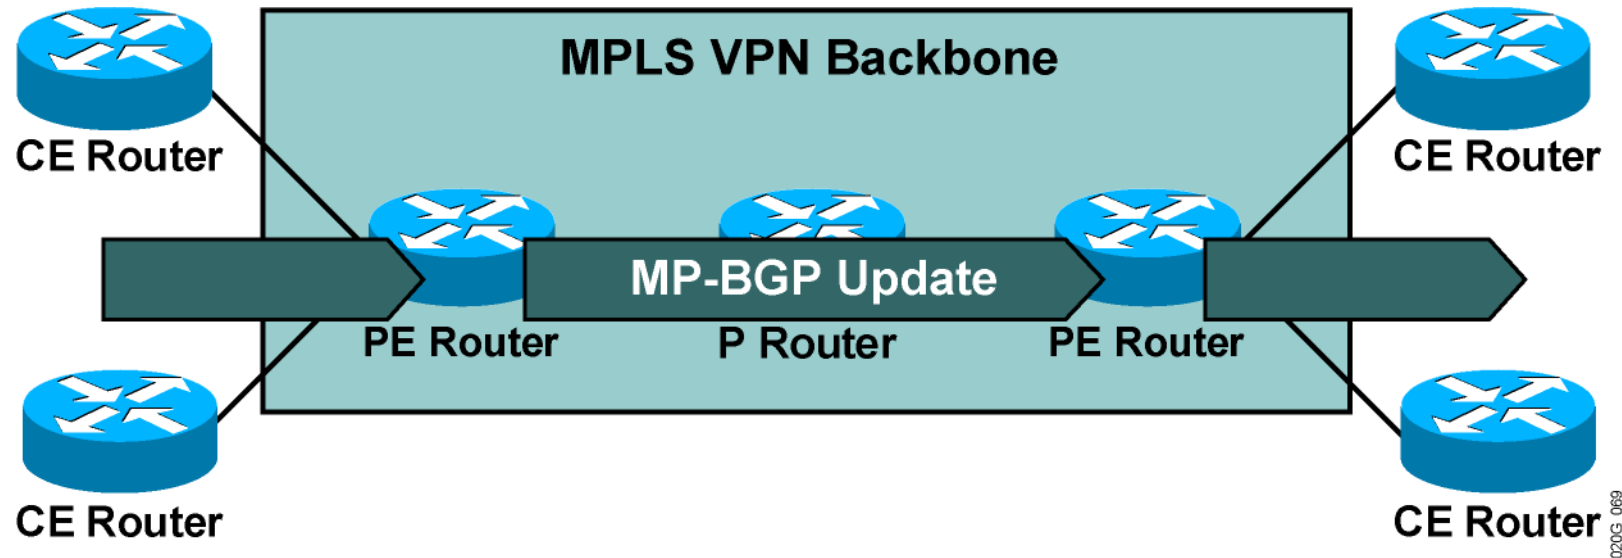 MPLS VPN Backbone
CE Router
CE Router
MP-BGP Update
PE Router
P Router
PE Router
CE Router
CE Router
020G_069